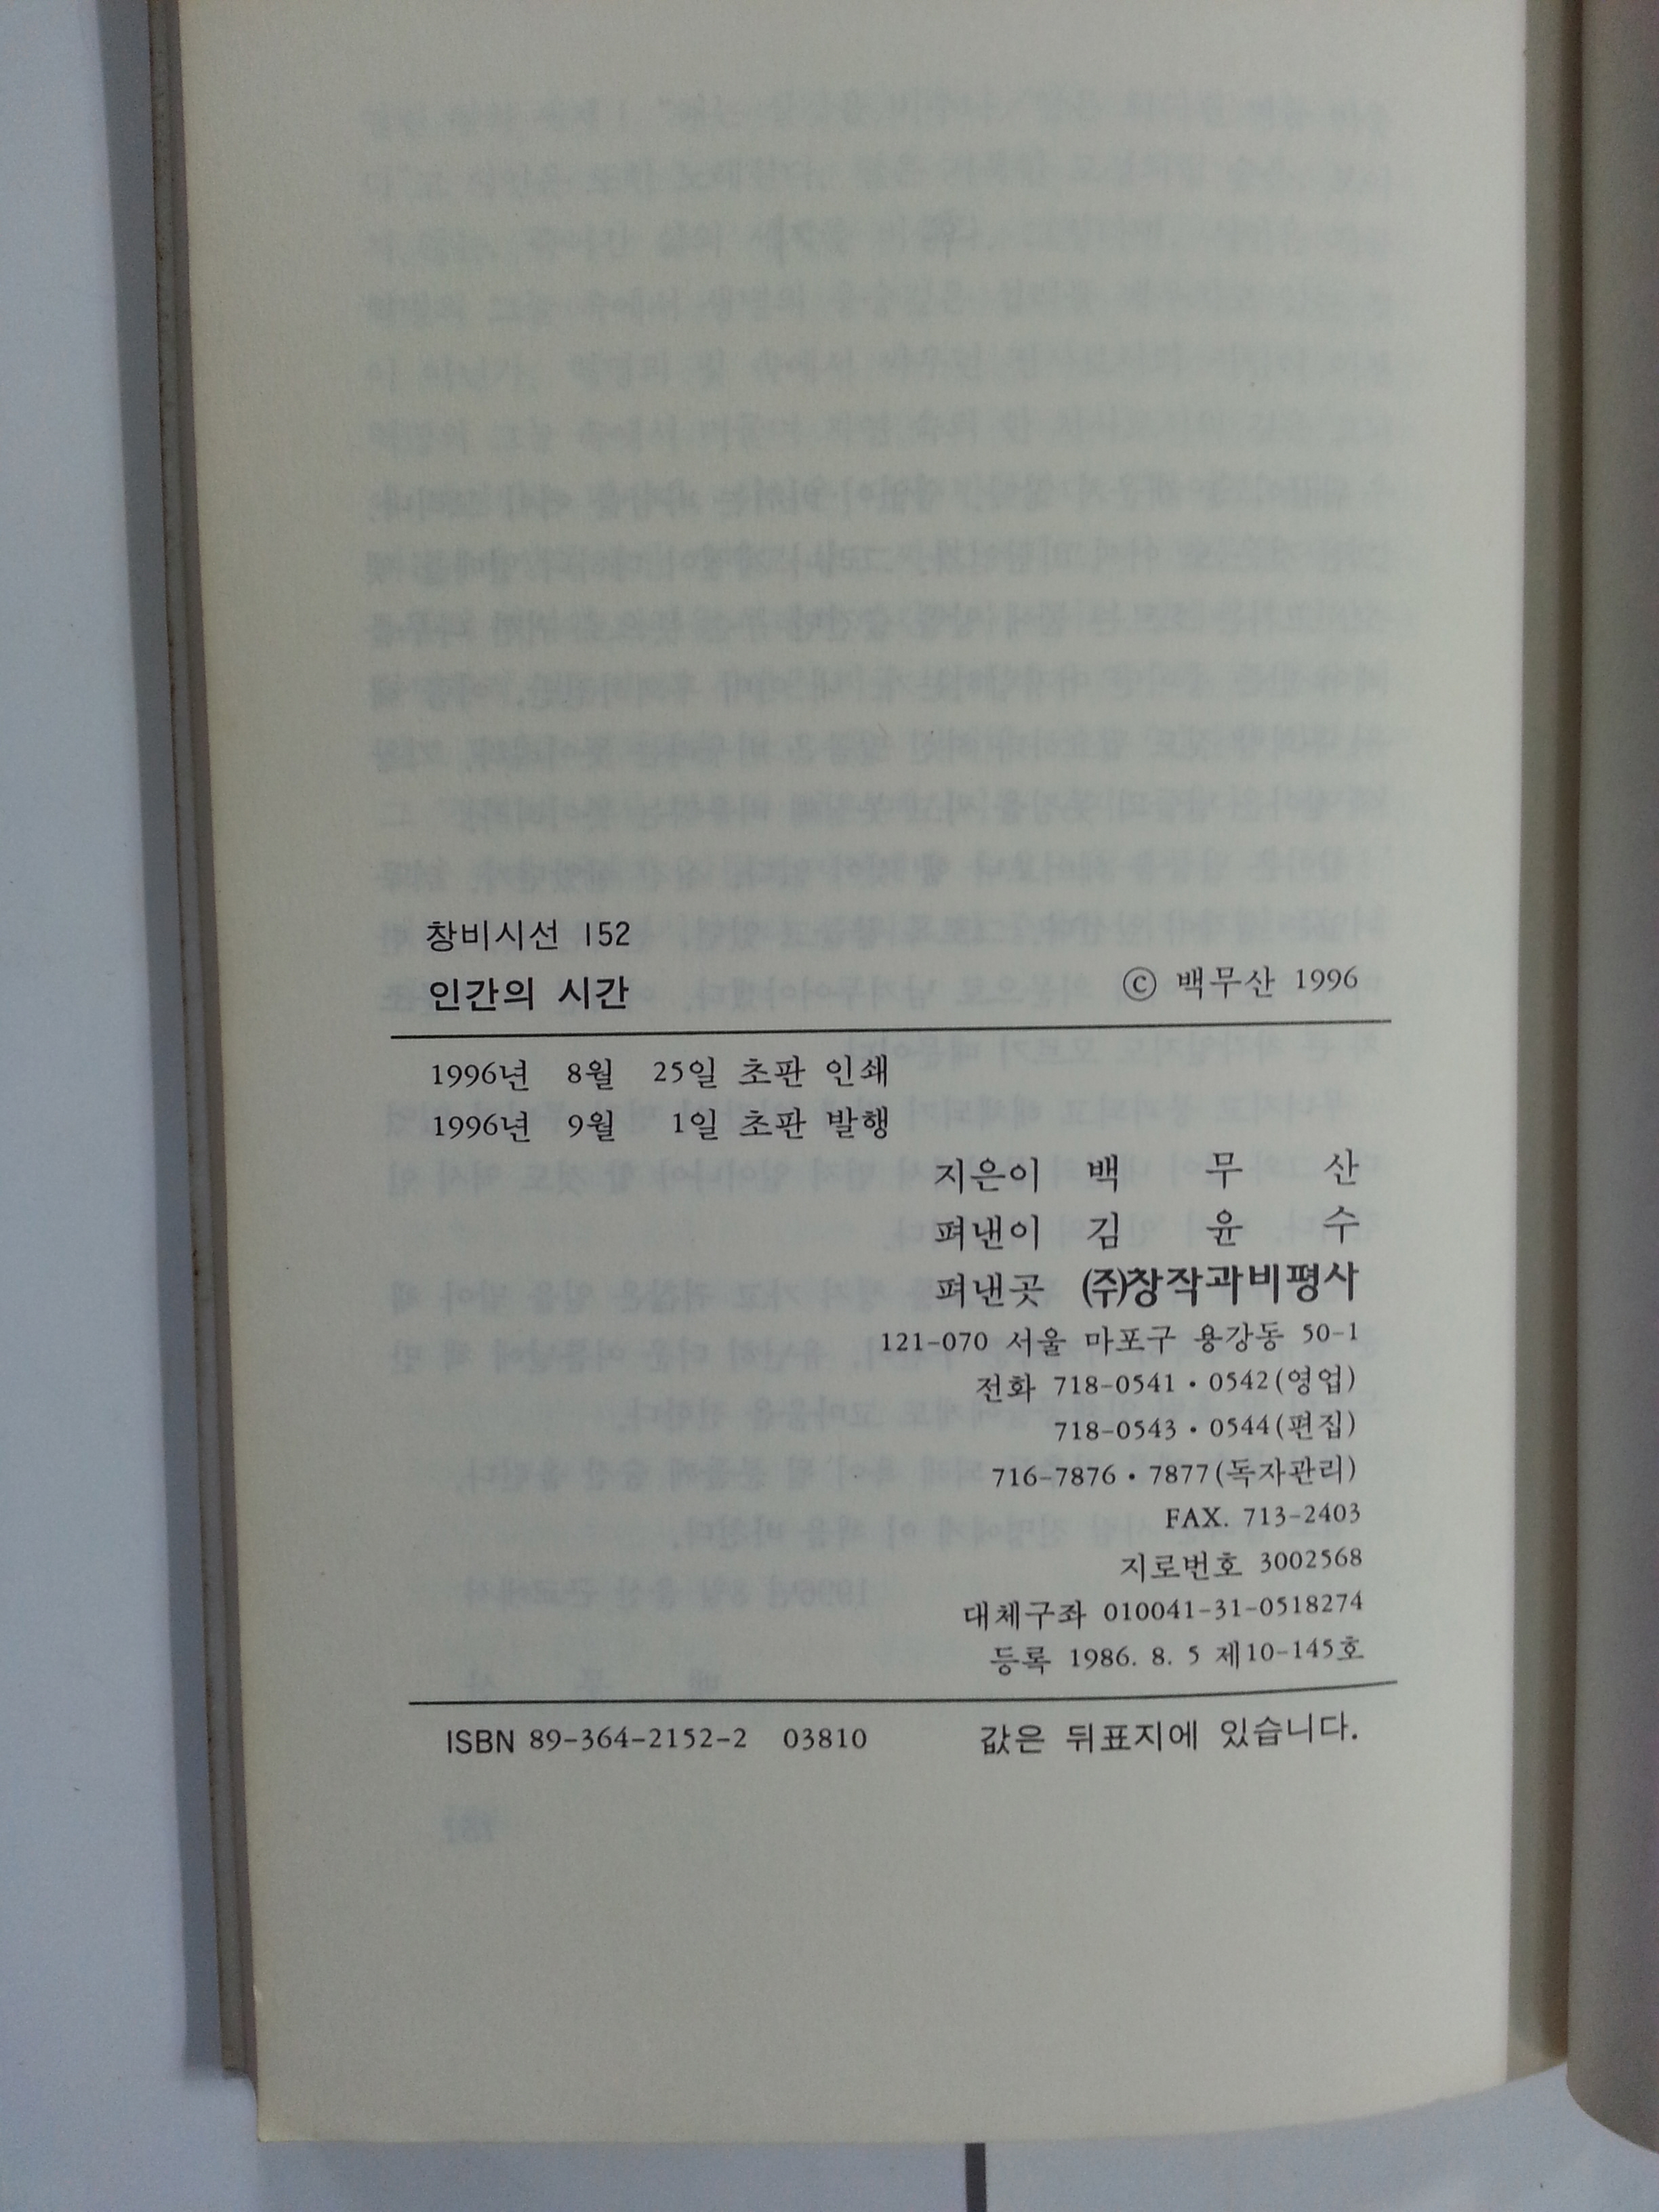 창비시선 152
인간의 시간 ⓒ 백무산 1996
1996년 8월 25일 초판 인쇄
1996년 9월 1일 초판 발행
지은이 백 무 산
펴낸이 김 윤 수
펴낸곳 (주)창작과비평사
121-070 서울 마포구 용강동 50-1
전화 718-0541·0542(영업)
718-0543·0544(편집)
716-7876·7877(독자관리)
FAX. 713-2403
지로번호 3002568
대체구좌 010041-31-0518274
등록 1986. 8. 5 제10-145호
ISBN 89-364-2152-2 03810 값은 뒤표지에 있습니다.